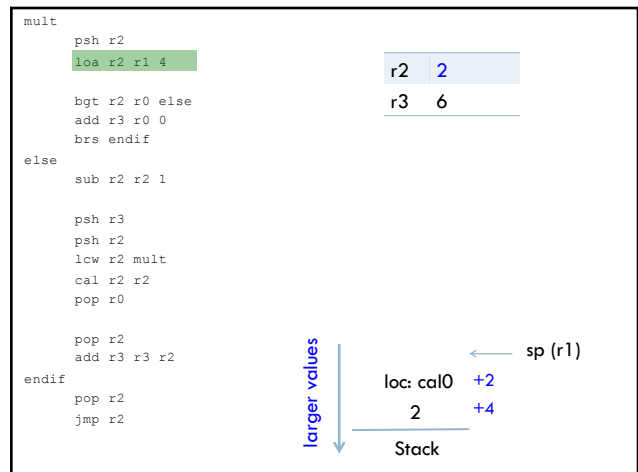 mult
psh r2
loa r2 r1 4
bgt r2 r0 else
add r3 r0 0
brs endif
else
sub r2 r2 1
psh r3
psh r2
lcw r2 mult
cal r2 r2
pop r0
pop r2
add r3 r3 r2
endif
pop r2
jmp r2
r2 2
r3 6
larger values
sp (r1)
loc: cal0 +2
2 +4
Stack